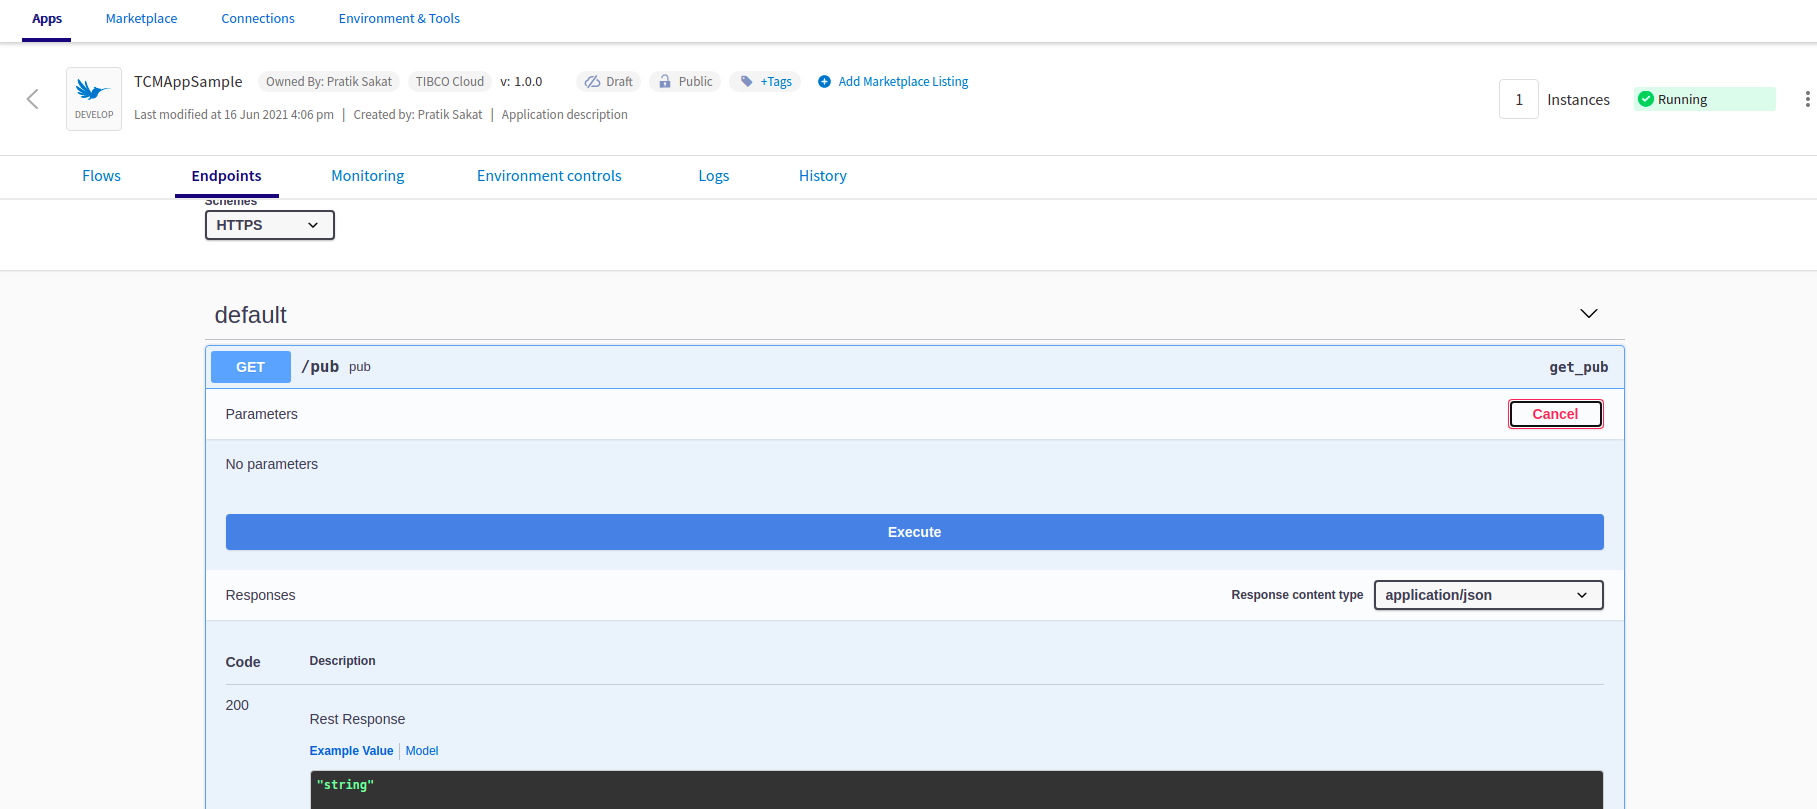 Apps Marketplace Connections Environment & Tools
TCMAppSample Owned By: Pratik Sakat TIBCO Cloud v: 1.0.0 Draft Public +Tags Add Marketplace Listing
DEVELOP
Last modified at 16 Jun 2021 4:06 pm | Created by: Pratik Sakat | Application description
1 Instances Running
Flows Endpoints Monitoring Environment controls Logs History
Schemes
HTTPS
default
GET /pub pub get_pub
Parameters Cancel
No parameters
Execute
Responses Response content type application/json
Code Description
200
Rest Response
Example Value Model
"string"